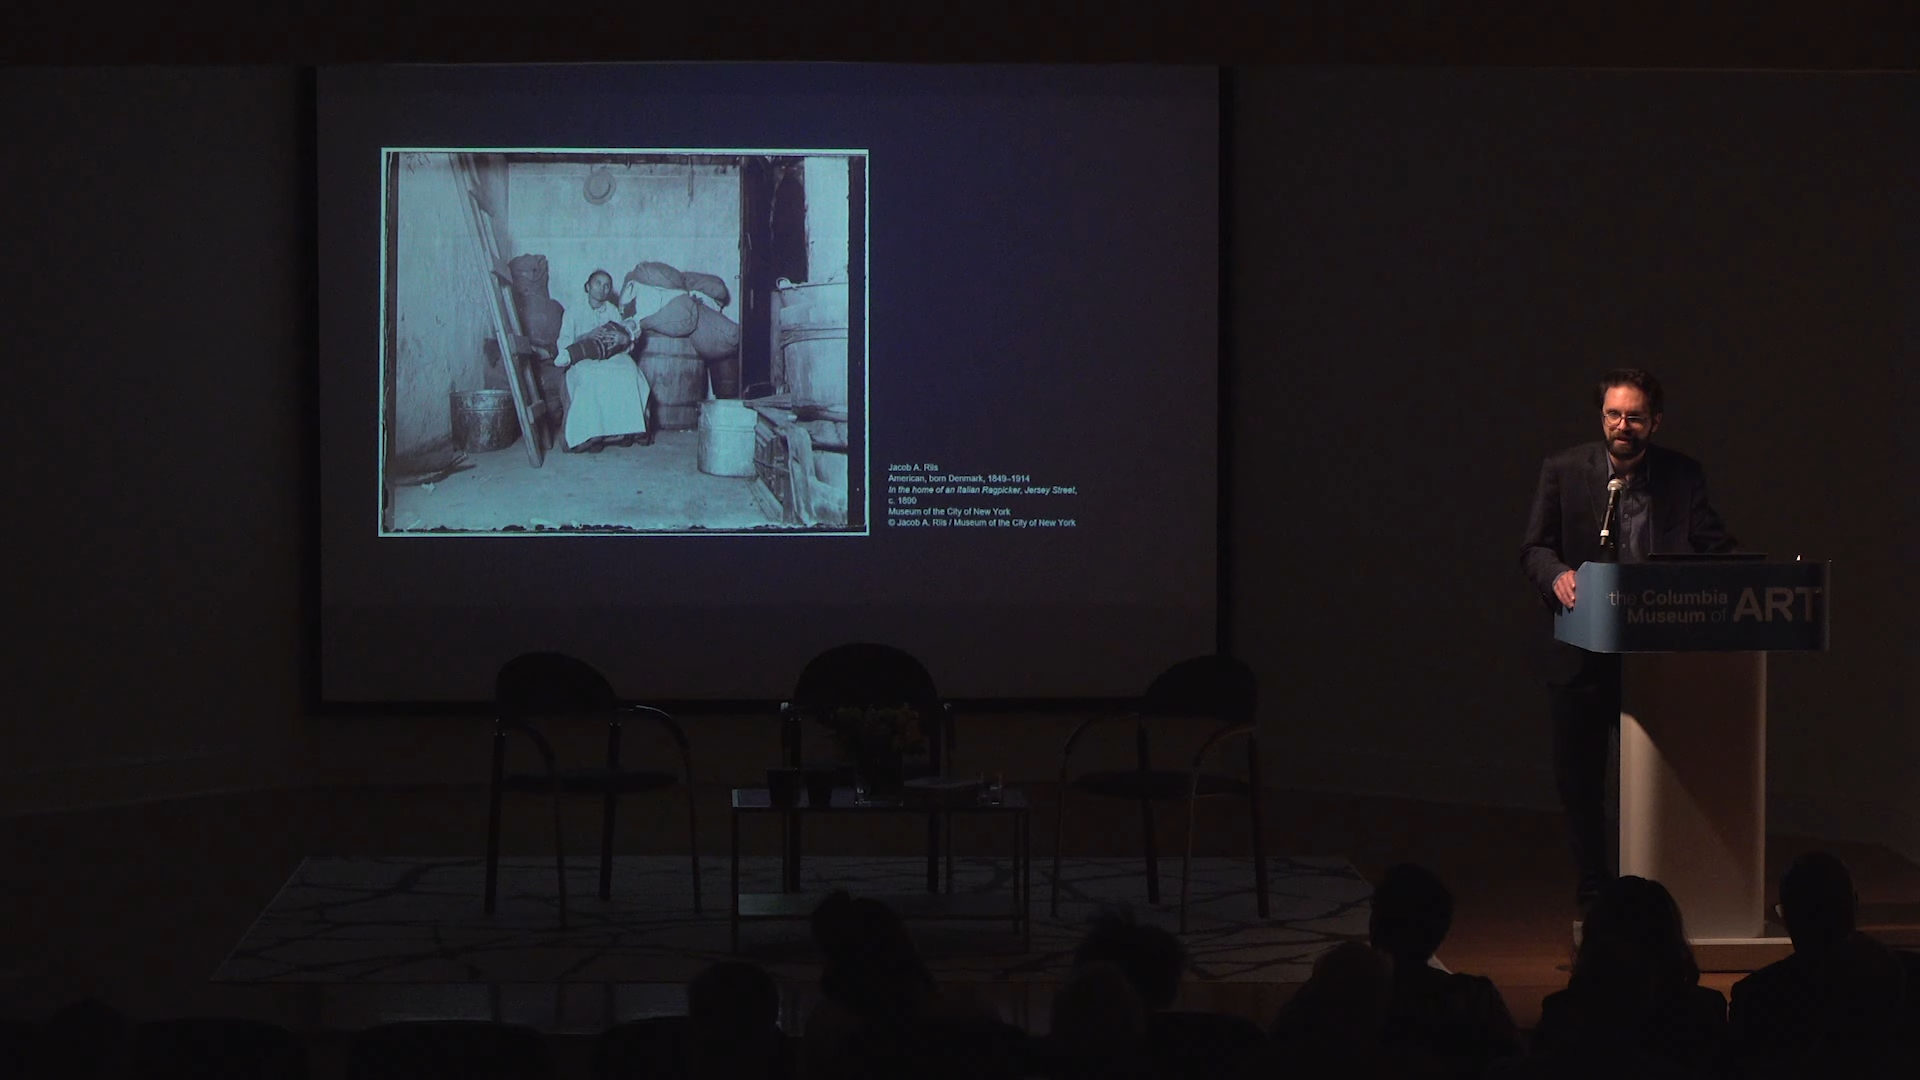 Jacob A. Riis
American, born Denmark, 1849–1914
In the home of an Italian Ragpicker, Jersey Street,
c. 1890
Museum of the City of New York
© Jacob A. Riis / Museum of the City of New York
the Columbia
Museum of ART